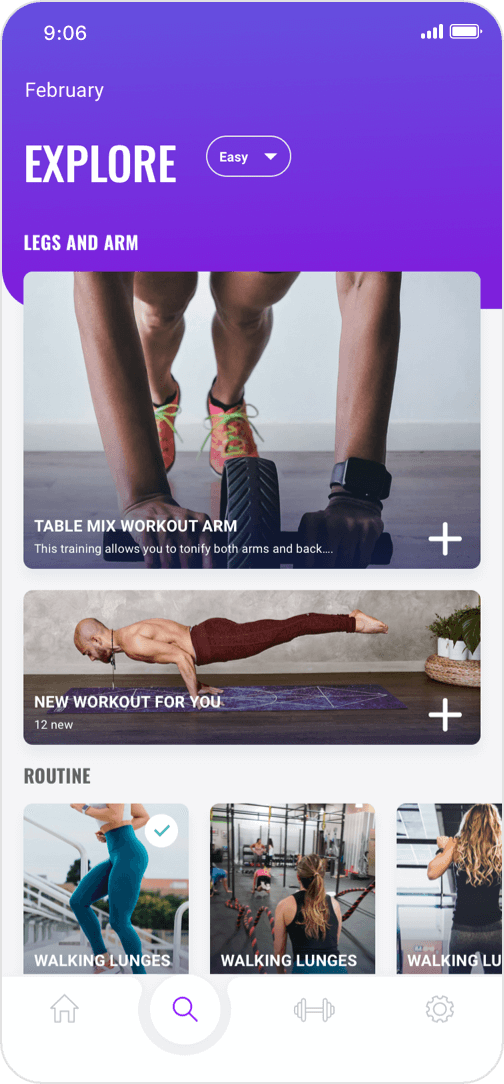 9:06
February
EXPLORE
Easy
LEGS AND ARM
TABLE MIX WORKOUT ARM
This training allows you to tonify both arms and back....
NEW WORKOUT FOR YOU
12 new
ROUTINE
WALKING LUNGES
WALKING LUNGES
WALKING LU